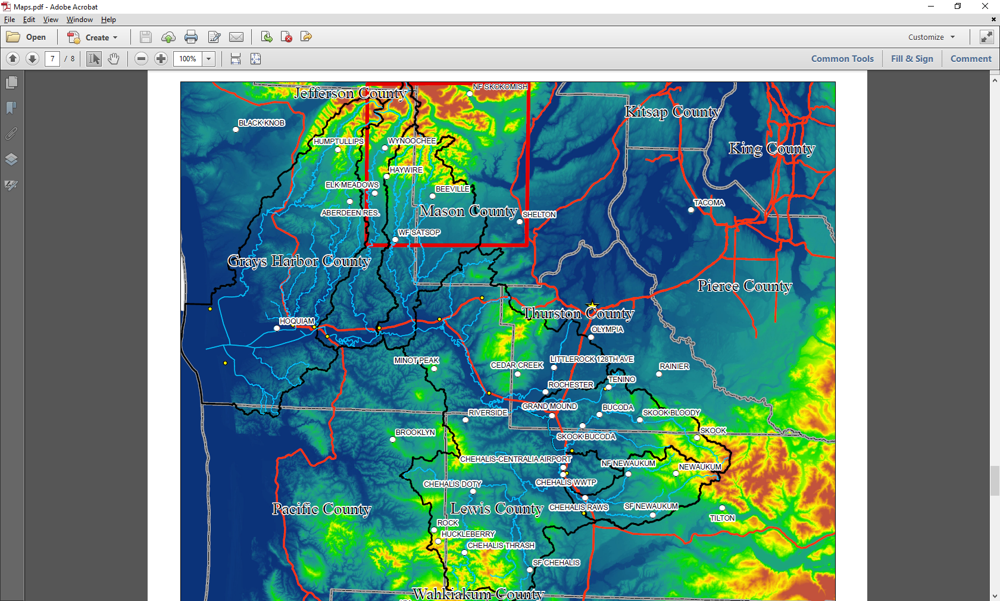 Maps.pdf - Adobe Acrobat
File Edit View Window Help
Open Create Customize
7 / 8 100% Common Tools Fill & Sign Comment
NF SKOKOMISH
Jefferson County
Kitsap County
BLACK KNOB
HUMPTULLIPS
WYNOOCHEE
King County
HAYWIRE
ELK MEADOWS
BEEVILLE
TACOMA
ABERDEEN RES.
Mason County
SHELTON
WF SATSOP
Grays Harbor County
Pierce County
Thurston County
HOQUIAM
OLYMPIA
MINOT PEAK
LITTLEROCK 128TH AVE
CEDAR CREEK
RAINIER
TENINO
ROCHESTER
GRAND MOUND
BUCODA
RIVERSIDE
SKOOK BLOODY
SKOOK
BROOKLYN
SKOOK BUCODA
CHEHALIS-CENTRALIA AIRPORT
NF NEWAUKUM
NEWAUKUM
CHEHALIS DOTY
CHEHALIS WWTP
Pacific County
Lewis County
CHEHALIS RAWS
SF NEWAUKUM
TILTON
ROCK
HUCKLEBERRY
CHEHALIS THRASH
SF CHEHALIS
Wahkiakum County